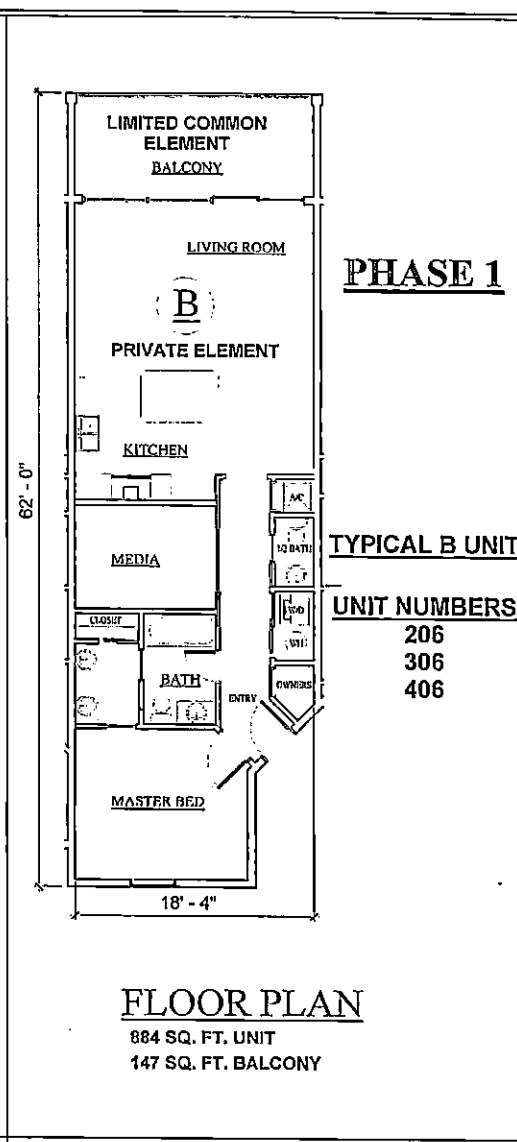 LIMITED COMMON
ELEMENT
BALCONY
LIVING ROOM
PHASE 1
B
PRIVATE ELEMENT
KITCHEN
62' - 0"
A/C
MEDIA
1/2 BATH
TYPICAL B UNIT
UNIT NUMBERS
206
306
406
CLOSET
W/D
WH
BATH
OWNERS
ENTRY
MASTER BED
18' - 4"
FLOOR PLAN
884 SQ. FT. UNIT
147 SQ. FT. BALCONY